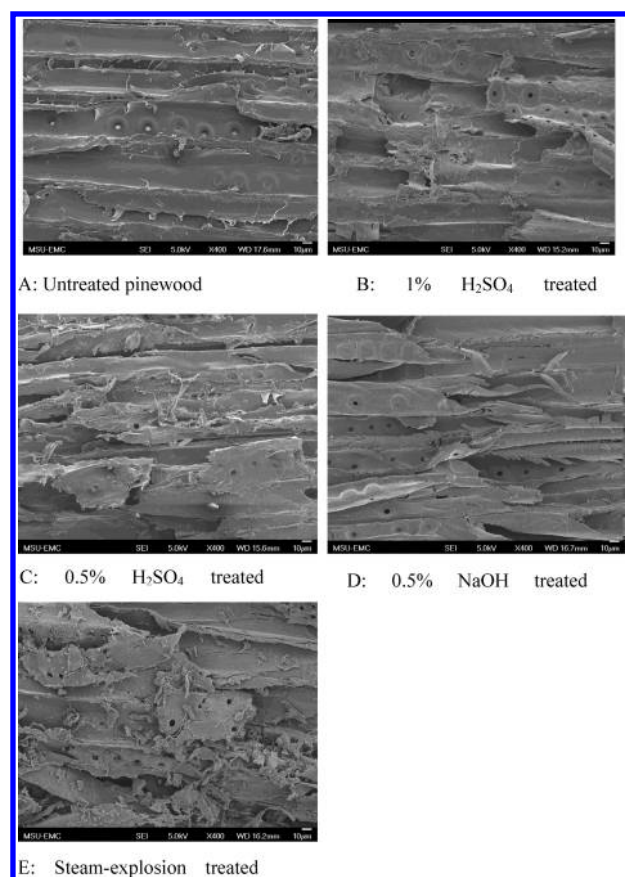 MSU-EMC SEI 5.0kV X400 WD 17.6mm 10μm
MSU-EMC SEI 5.0kV X400 WD 15.2mm 10μm
A: Untreated pinewood
B: 1% H₂SO₄ treated
MSU-EMC SEI 5.0kV X400 WD 15.6mm 10μm
MSU-EMC SEI 5.0kV X400 WD 16.7mm 10μm
C: 0.5% H₂SO₄ treated
D: 0.5% NaOH treated
MSU-EMC SEI 5.0kV X400 WD 16.2mm 10μm
E: Steam-explosion treated